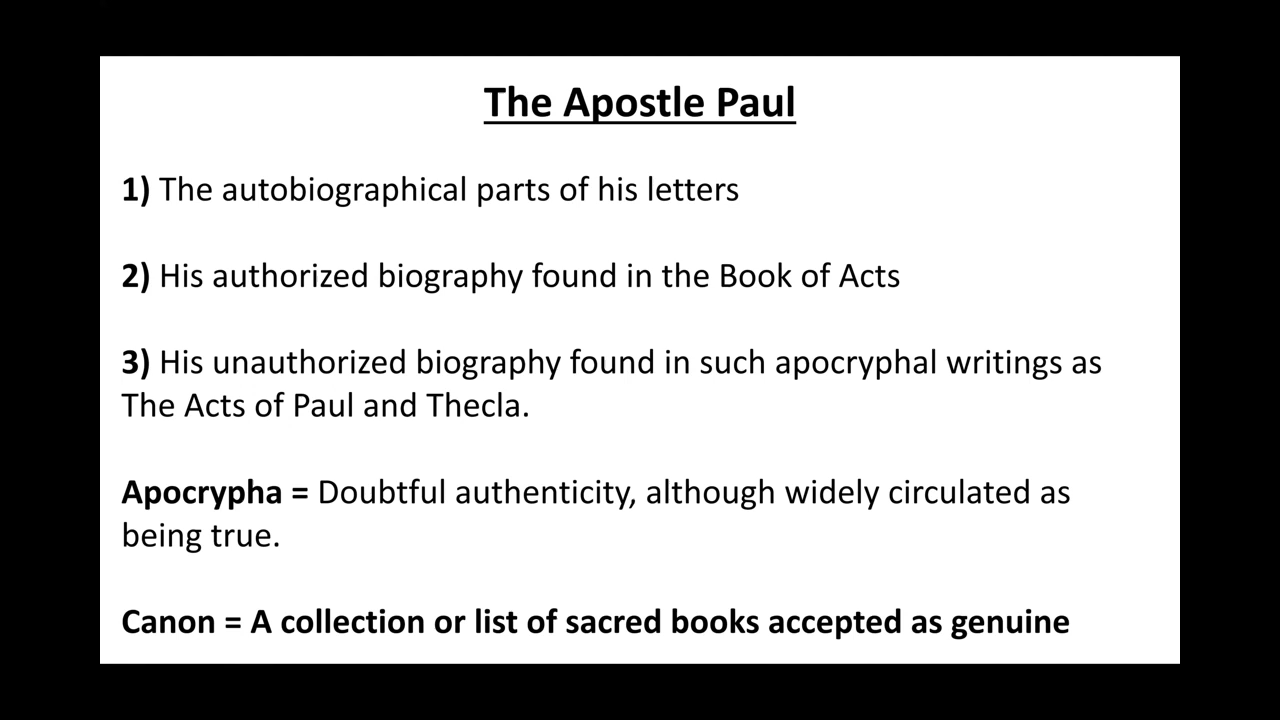 The Apostle Paul
1) The autobiographical parts of his letters
2) His authorized biography found in the Book of Acts
3) His unauthorized biography found in such apocryphal writings as
The Acts of Paul and Thecla.
Apocrypha = Doubtful authenticity, although widely circulated as
being true.
Canon = A collection or list of sacred books accepted as genuine